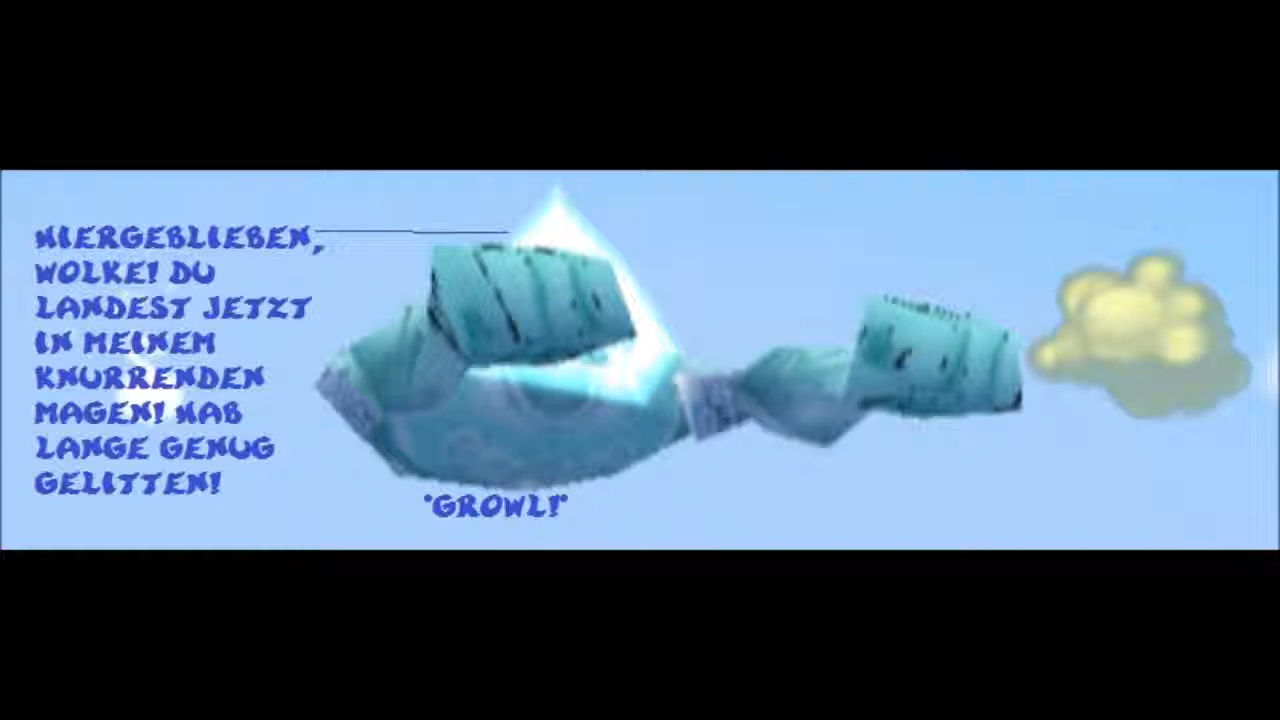 HIERGEBLIEBEN,
WOLKE! DU
LANDEST JETZT
IN MEINEM
KNURRENDEN
MAGEN! HAB
LANGE GENUG
GELITTEN!
"GROWL!"